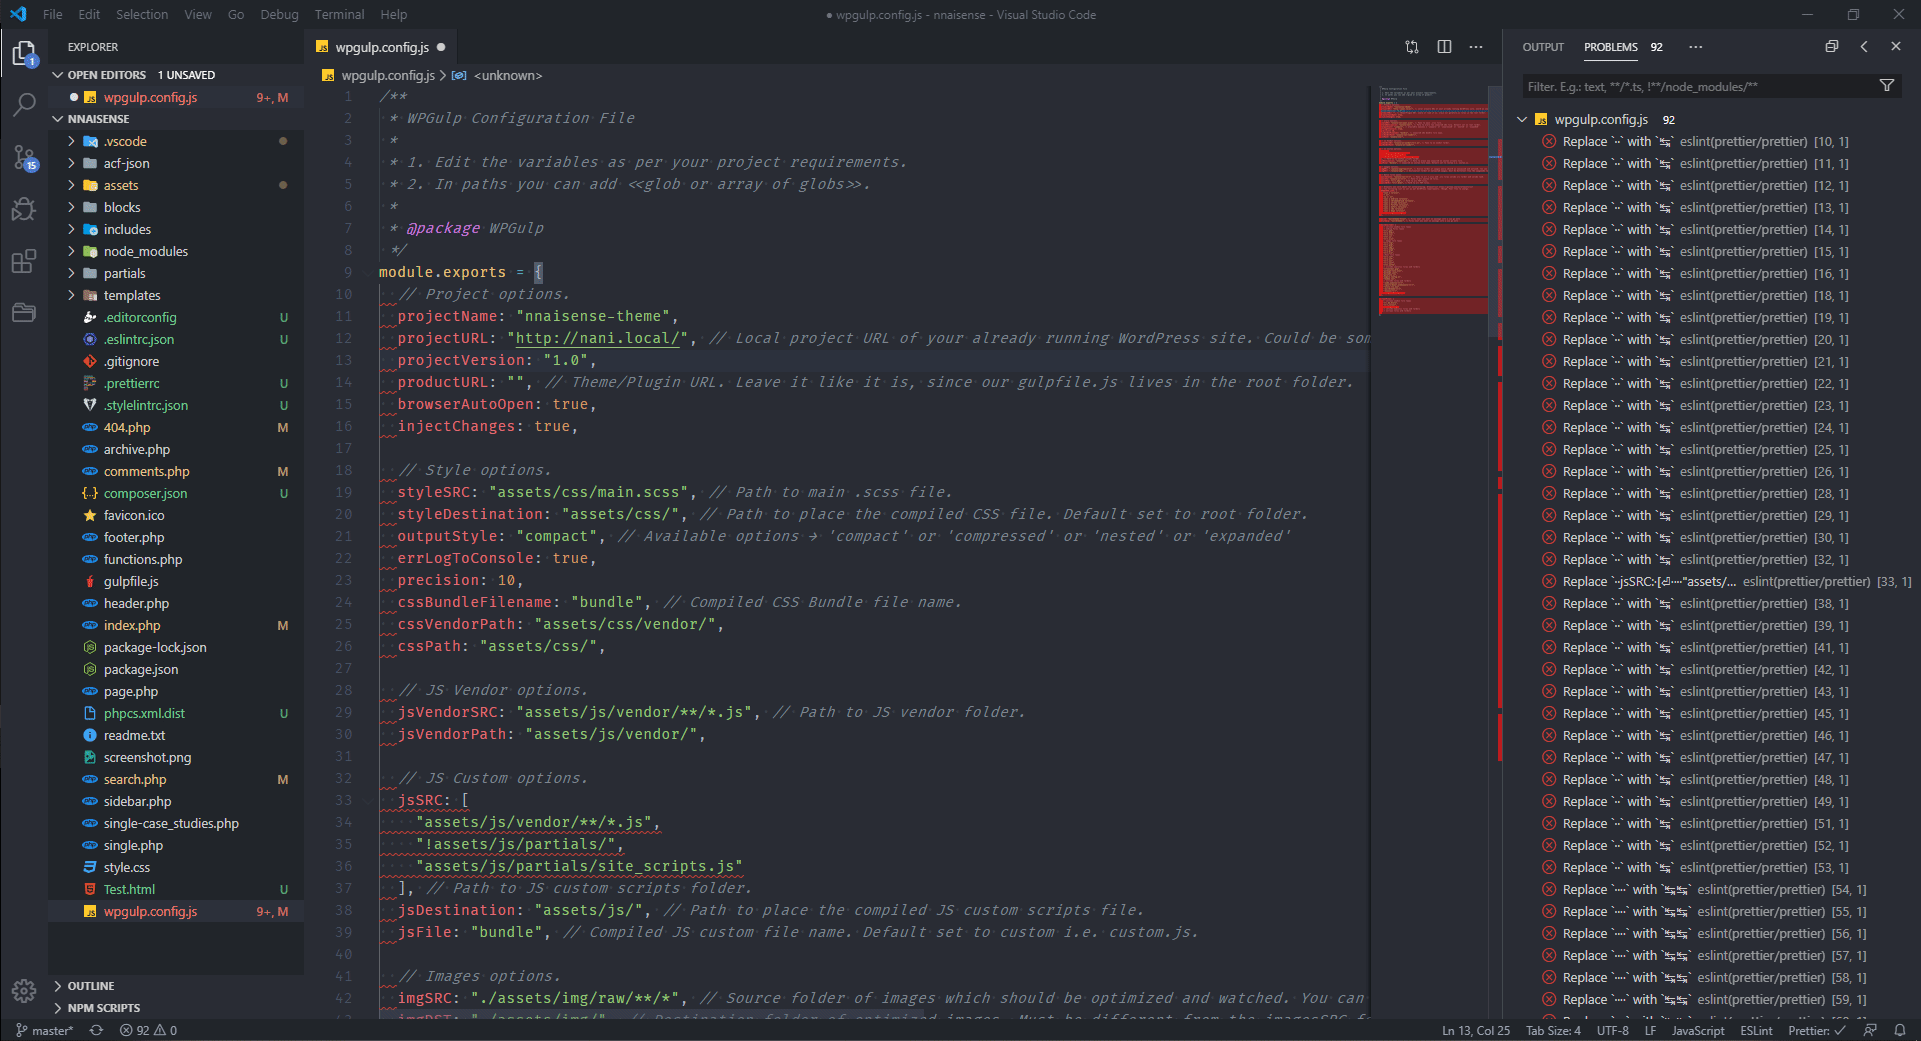 File Edit Selection View Go Debug Terminal Help
● wpgulp.config.js - nnaisense - Visual Studio Code
EXPLORER
OPEN EDITORS 1 UNSAVED
wpgulp.config.js 9+, M
NNAISENSE
.vscode
acf-json
assets
blocks
includes
node_modules
partials
templates
.editorconfig U
.eslintrc.json U
.gitignore
.prettierrc U
.stylelintrc.json U
404.php M
archive.php
comments.php M
composer.json U
favicon.ico
footer.php
functions.php
gulpfile.js
header.php
index.php M
package-lock.json
package.json
page.php
phpcs.xml.dist U
readme.txt
screenshot.png
search.php M
sidebar.php
single-case_studies.php
single.php
style.css
Test.html U
wpgulp.config.js 9+, M
OUTLINE
NPM SCRIPTS
1
15
wpgulp.config.js ●
wpgulp.config.js > <unknown>
1 /**
2 * WPGulp Configuration File
3 *
4 * 1. Edit the variables as per your project requirements.
5 * 2. In paths you can add <<glob or array of globs>>.
6 *
7 * @package WPGulp
8 */
9 module.exports = {
10 // Project options.
11 projectName: "nnaisense-theme",
12 projectURL: "http://nani.local/", // Local project URL of your already running WordPress site. Could be som
13 projectVersion: "1.0",
14 productURL: "", // Theme/Plugin URL. Leave it like it is, since our gulpfile.js lives in the root folder.
15 browserAutoOpen: true,
16 injectChanges: true,
17
18 // Style options.
19 styleSRC: "assets/css/main.scss", // Path to main .scss file.
20 styleDestination: "assets/css/", // Path to place the compiled CSS file. Default set to root folder.
21 outputStyle: "compact", // Available options → 'compact' or 'compressed' or 'nested' or 'expanded'
22 errLogToConsole: true,
23 precision: 10,
24 cssBundleFilename: "bundle", // Compiled CSS Bundle file name.
25 cssVendorPath: "assets/css/vendor/",
26 cssPath: "assets/css/",
27
28 // JS Vendor options.
29 jsVendorSRC: "assets/js/vendor/**/*.js", // Path to JS vendor folder.
30 jsVendorPath: "assets/js/vendor/",
31
32 // JS Custom options.
33 jsSRC: [
34 "assets/js/vendor/**/*.js",
35 "!assets/js/partials/",
36 "assets/js/partials/site_scripts.js"
37 ], // Path to JS custom scripts folder.
38 jsDestination: "assets/js/", // Path to place the compiled JS custom scripts file.
39 jsFile: "bundle", // Compiled JS custom file name. Default set to custom i.e. custom.js.
40
41 // Images options.
42 imgSRC: "./assets/img/raw/**/*", // Source folder of images which should be optimized and watched. You can
OUTPUT PROBLEMS 92 ···
Filter. E.g.: text, **/*.ts, !**/node_modules/**
wpgulp.config.js 92
Replace `··` with `↹` eslint(prettier/prettier) [10, 1]
Replace `··` with `↹` eslint(prettier/prettier) [11, 1]
Replace `··` with `↹` eslint(prettier/prettier) [12, 1]
Replace `··` with `↹` eslint(prettier/prettier) [13, 1]
Replace `··` with `↹` eslint(prettier/prettier) [14, 1]
Replace `··` with `↹` eslint(prettier/prettier) [15, 1]
Replace `··` with `↹` eslint(prettier/prettier) [16, 1]
Replace `··` with `↹` eslint(prettier/prettier) [18, 1]
Replace `··` with `↹` eslint(prettier/prettier) [19, 1]
Replace `··` with `↹` eslint(prettier/prettier) [20, 1]
Replace `··` with `↹` eslint(prettier/prettier) [21, 1]
Replace `··` with `↹` eslint(prettier/prettier) [22, 1]
Replace `··` with `↹` eslint(prettier/prettier) [23, 1]
Replace `··` with `↹` eslint(prettier/prettier) [24, 1]
Replace `··` with `↹` eslint(prettier/prettier) [25, 1]
Replace `··` with `↹` eslint(prettier/prettier) [26, 1]
Replace `··` with `↹` eslint(prettier/prettier) [28, 1]
Replace `··` with `↹` eslint(prettier/prettier) [29, 1]
Replace `··` with `↹` eslint(prettier/prettier) [30, 1]
Replace `··` with `↹` eslint(prettier/prettier) [32, 1]
Replace `··jsSRC:·[⏎····"assets/... eslint(prettier/prettier) [33, 1]
Replace `··` with `↹` eslint(prettier/prettier) [38, 1]
Replace `··` with `↹` eslint(prettier/prettier) [39, 1]
Replace `··` with `↹` eslint(prettier/prettier) [41, 1]
Replace `··` with `↹` eslint(prettier/prettier) [42, 1]
Replace `··` with `↹` eslint(prettier/prettier) [43, 1]
Replace `··` with `↹` eslint(prettier/prettier) [45, 1]
Replace `··` with `↹` eslint(prettier/prettier) [46, 1]
Replace `··` with `↹` eslint(prettier/prettier) [47, 1]
Replace `··` with `↹` eslint(prettier/prettier) [48, 1]
Replace `··` with `↹` eslint(prettier/prettier) [49, 1]
Replace `··` with `↹` eslint(prettier/prettier) [51, 1]
Replace `··` with `↹` eslint(prettier/prettier) [52, 1]
Replace `··` with `↹` eslint(prettier/prettier) [53, 1]
Replace `····` with `↹↹` eslint(prettier/prettier) [54, 1]
Replace `····` with `↹↹` eslint(prettier/prettier) [55, 1]
Replace `····` with `↹↹` eslint(prettier/prettier) [56, 1]
Replace `····` with `↹↹` eslint(prettier/prettier) [57, 1]
Replace `····` with `↹↹` eslint(prettier/prettier) [58, 1]
Replace `····` with `↹↹` eslint(prettier/prettier) [59, 1]
master* 92 0
Ln 13, Col 25 Tab Size: 4 UTF-8 LF JavaScript ESLint Prettier: ✓